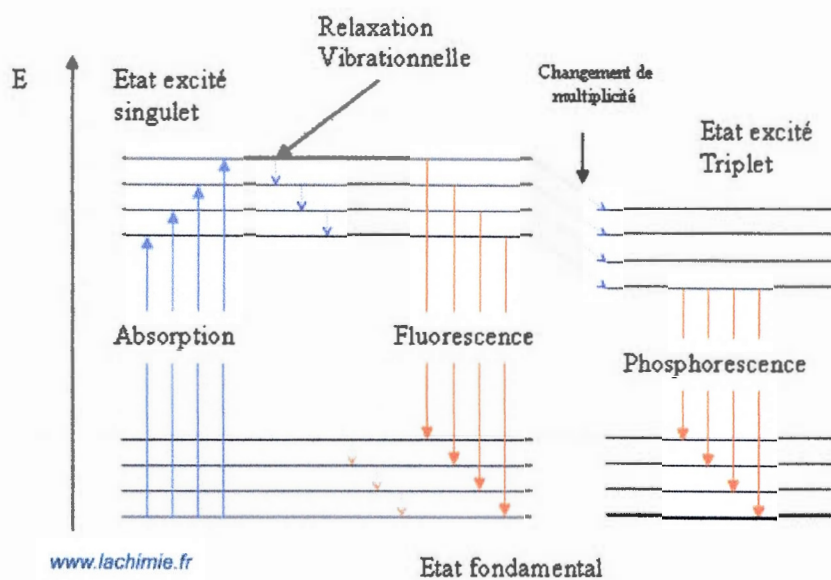 Relaxation
Vibrationnelle
E
Etat excité
singulet
Changement de
multiplicité
Etat excité
Triplet
Absorption
Fluorescence
Phosphorescence
www.lachimie.fr
Etat fondamental